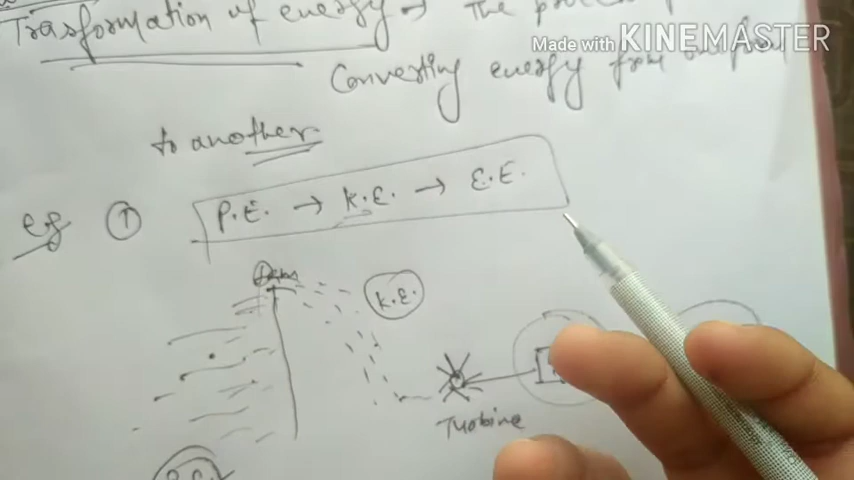 Trasformation of energy → The
Made with KINEMASTER
Converting energy from
to another
eg ① P.E. → K.E. → E.E.
Dam
K.E.
Turbine